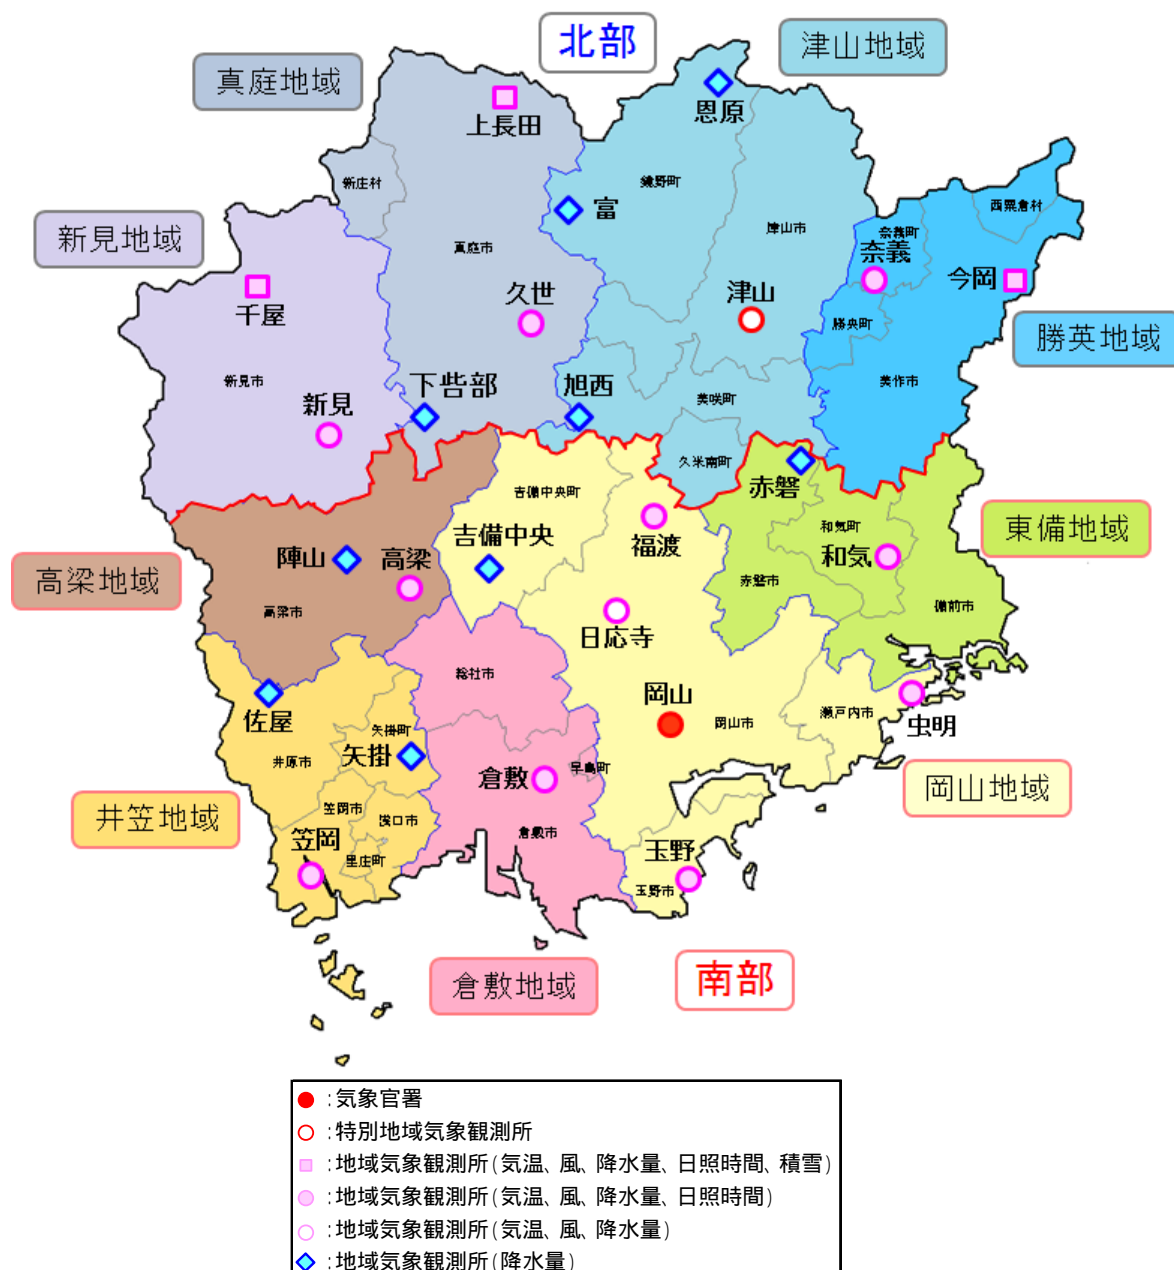 北部
津山地域
真庭地域
上長田
恩原
新庄村
鏡野町
西粟倉村
富
新見地域
真庭市
津山市
奈義町
奈義
今岡
千屋
久世
津山
勝央町
勝英地域
新見市
美作市
新見
下呰部
旭西
美咲町
久米南町
赤磐
吉備中央町
福渡
和気町
和気
東備地域
陣山
高梁
吉備中央
高梁地域
高梁市
赤磐市
備前市
日応寺
総社市
岡山
岡山市
瀬戸内市
虫明
佐屋
矢掛町
矢掛
井原市
倉敷
早島町
岡山地域
井笠地域
笠岡市
浅口市
倉敷市
笠岡
里庄町
玉野
玉野市
倉敷地域
南部
:気象官署
:特別地域気象観測所
:地域気象観測所(気温、風、降水量、日照時間、積雪)
:地域気象観測所(気温、風、降水量、日照時間)
:地域気象観測所(気温、風、降水量)
:地域気象観測所(降水量)